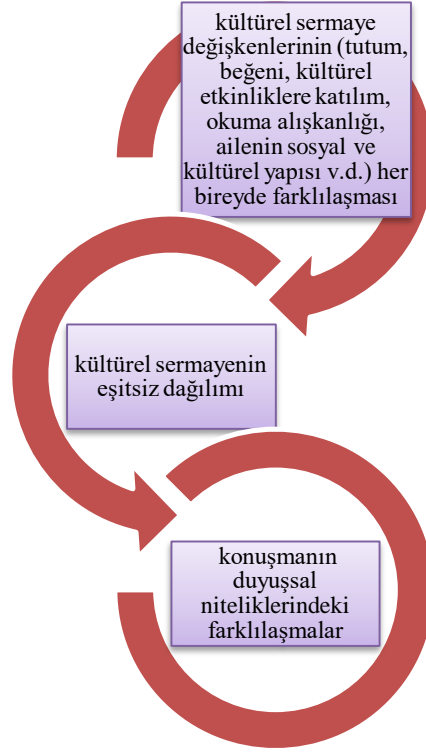 kültürel sermaye
değişkenlerinin (tutum,
beğeni, kültürel
etkinliklere katılım,
okuma alışkanlığı,
ailenin sosyal ve
kültürel yapısı v.d.) her
bireyde farklılaşması
kültürel sermayenin
eşitsiz dağılımı
konuşmanın
duyuşsal
niteliklerindeki
farklılaşmalar